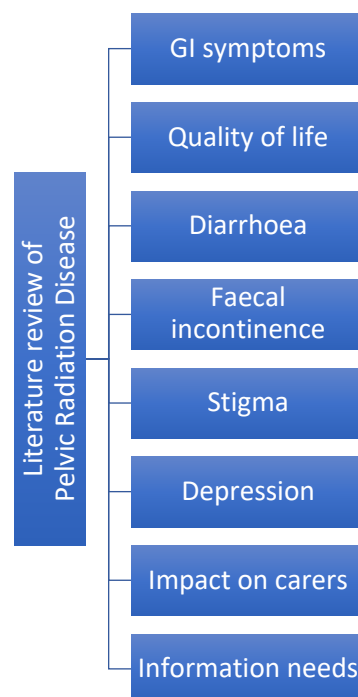 Literature review of
Pelvic Radiation Disease
GI symptoms
Quality of life
Diarrhoea
Faecal
incontinence
Stigma
Depression
Impact on carers
Information needs